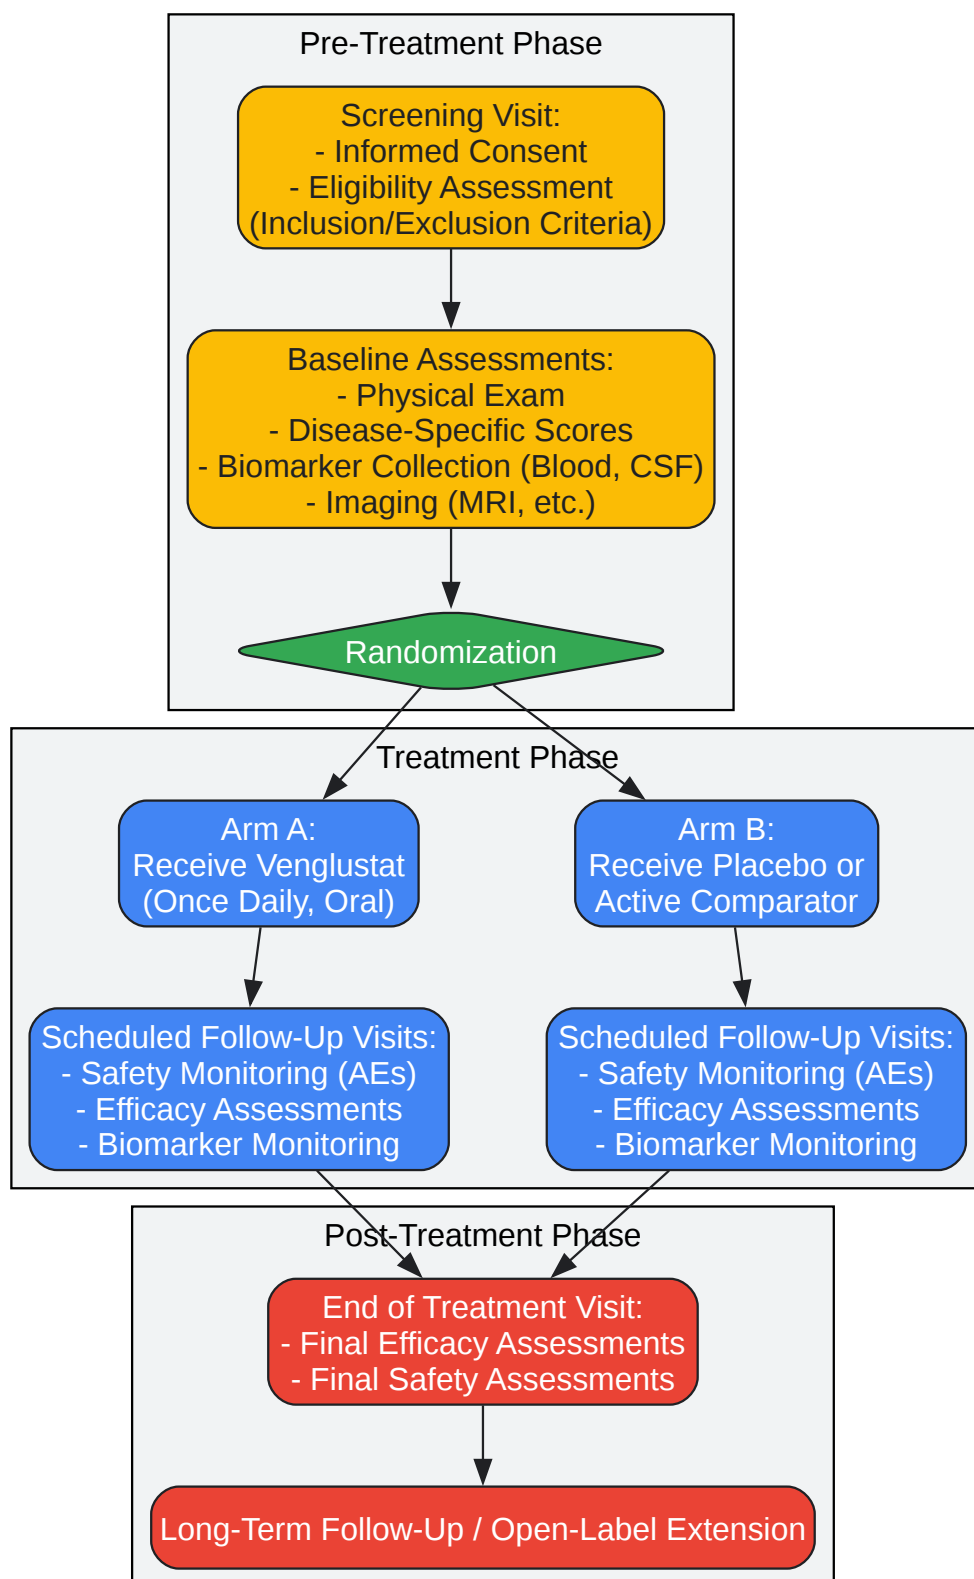 Pre-Treatment Phase
Screening Visit:
- Informed Consent
- Eligibility Assessment
(Inclusion/Exclusion Criteria)
Baseline Assessments:
- Physical Exam
- Disease-Specific Scores
- Biomarker Collection (Blood, CSF)
- Imaging (MRI, etc.)
Randomization
Treatment Phase
Arm A:
Receive Venglustat
(Once Daily, Oral)
Arm B:
Receive Placebo or
Active Comparator
Scheduled Follow-Up Visits:
- Safety Monitoring (AEs)
- Efficacy Assessments
- Biomarker Monitoring
Scheduled Follow-Up Visits:
- Safety Monitoring (AEs)
- Efficacy Assessments
- Biomarker Monitoring
Post-Treatment Phase
End of Treatment Visit:
- Final Efficacy Assessments
- Final Safety Assessments
Long-Term Follow-Up / Open-Label Extension